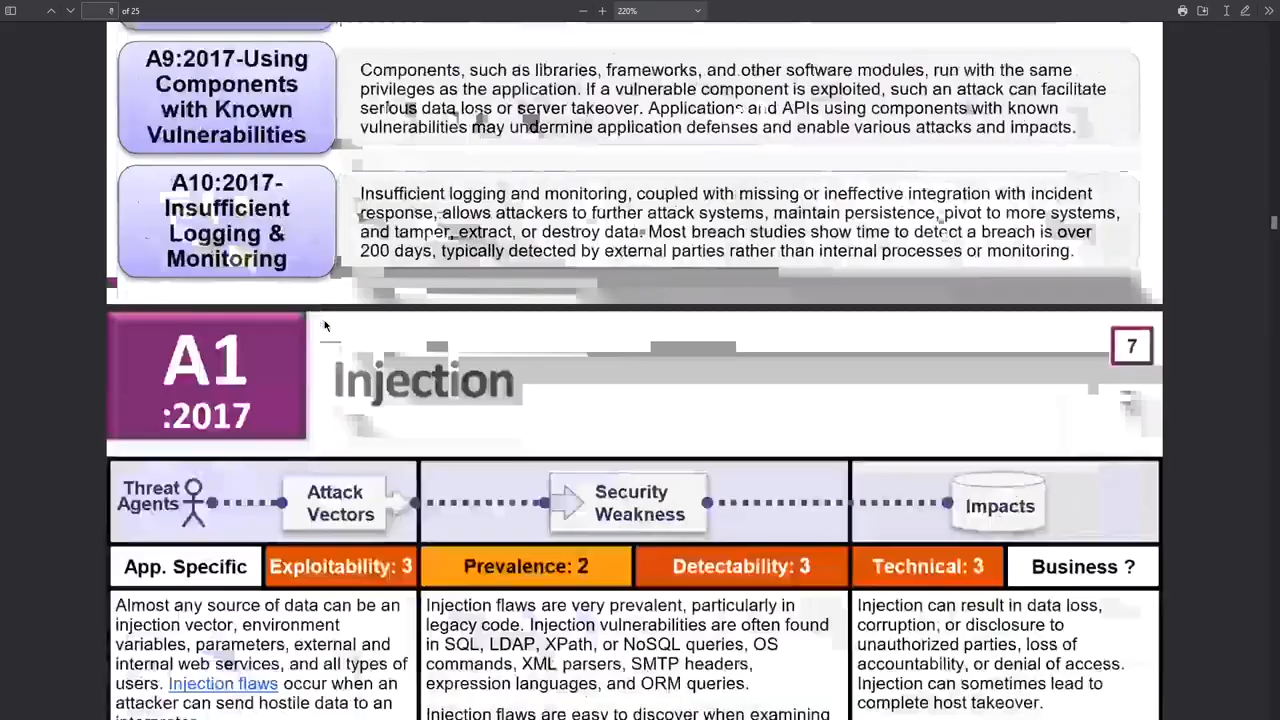 8 of 25
220%
A9:2017-Using
Components
with Known
Vulnerabilities
Components, such as libraries, frameworks, and other software modules, run with the same
privileges as the application. If a vulnerable component is exploited, such an attack can facilitate
serious data loss or server takeover. Applications and APIs using components with known
vulnerabilities may undermine application defenses and enable various attacks and impacts.
A10:2017-
Insufficient
Logging &
Monitoring
Insufficient logging and monitoring, coupled with missing or ineffective integration with incident
response, allows attackers to further attack systems, maintain persistence, pivot to more systems,
and tamper, extract, or destroy data. Most breach studies show time to detect a breach is over
200 days, typically detected by external parties rather than internal processes or monitoring.
A1
:2017
Injection
7
Threat
Agents
Attack
Vectors
Security
Weakness
Impacts
App. Specific
Exploitability: 3
Prevalence: 2
Detectability: 3
Technical: 3
Business ?
Almost any source of data can be an
injection vector, environment
variables, parameters, external and
internal web services, and all types of
users. Injection flaws occur when an
attacker can send hostile data to an
Injection flaws are very prevalent, particularly in
legacy code. Injection vulnerabilities are often found
in SQL, LDAP, XPath, or NoSQL queries, OS
commands, XML parsers, SMTP headers,
expression languages, and ORM queries.
Injection flaws are easy to discover when examining
Injection can result in data loss,
corruption, or disclosure to
unauthorized parties, loss of
accountability, or denial of access.
Injection can sometimes lead to
complete host takeover.